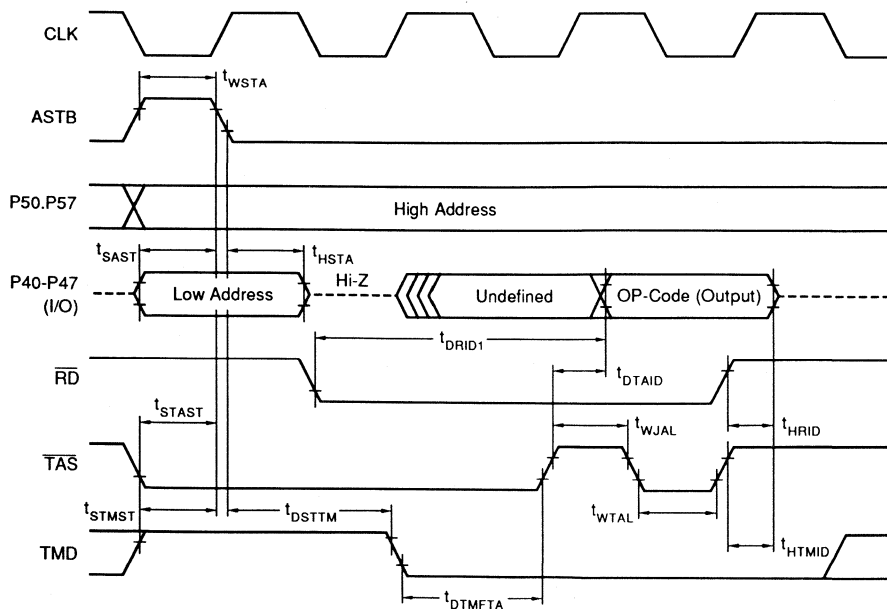 CLK
tWSTA
ASTB
P50.P57
High Address
tSAST
tHSTA
P40-P47
(I/O)
Low Address
Hi-Z
Undefined
OP-Code (Output)
tDRID1
RD
tDTAID
tSTAST
tWJAL
tHRID
TAS
tSTMST
tDSTTM
tWTAL
tHTMID
TMD
tDTMFTA